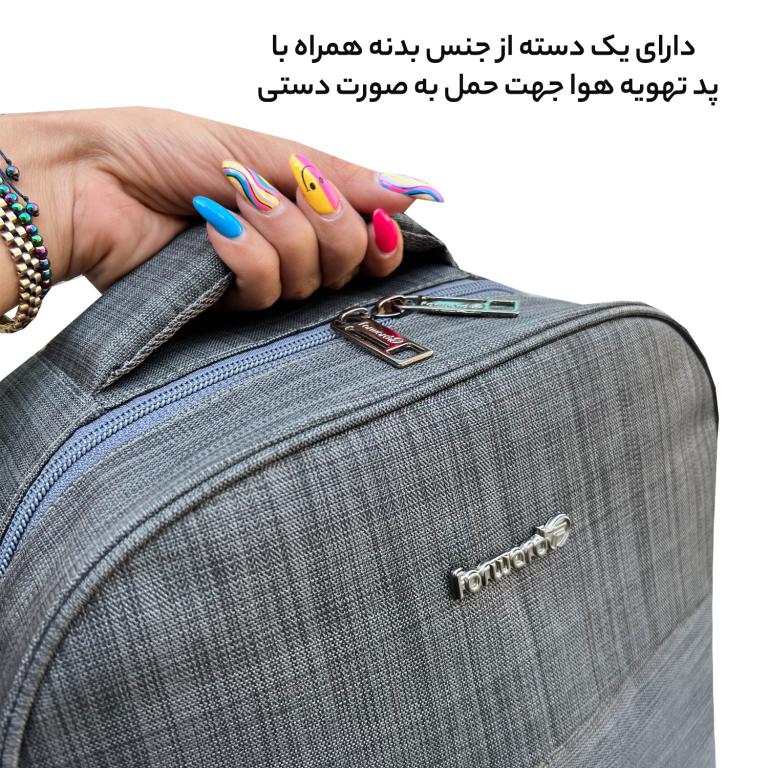 دارای یک دسته از جنس بدنه همراه با
پد تهویه هوا جهت حمل به صورت دستی
forward